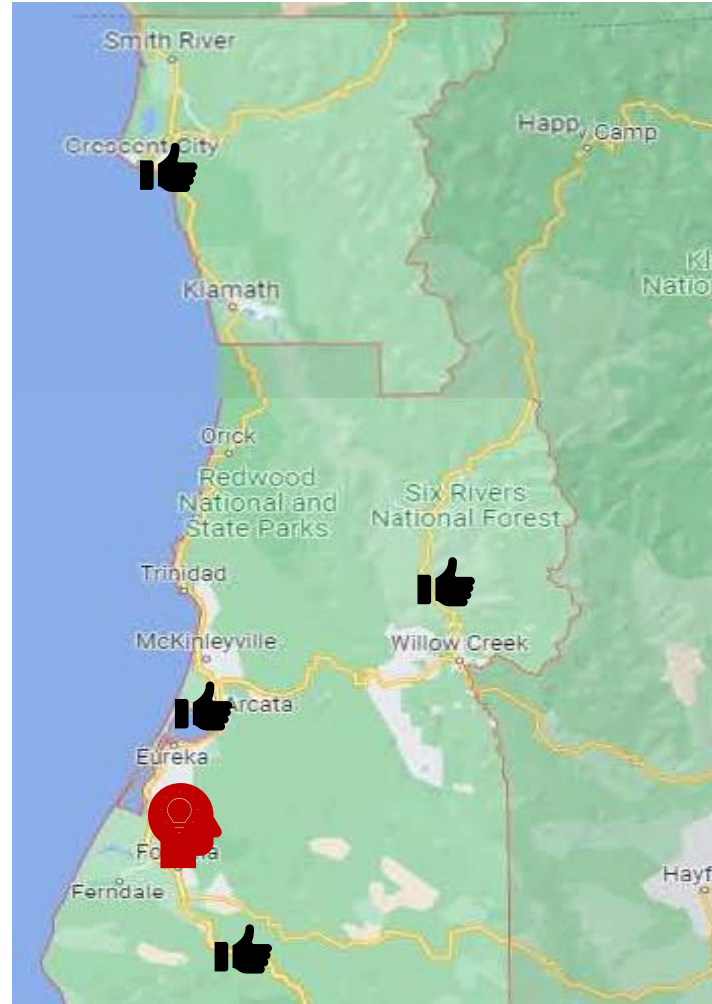 Smith River
Happy Camp
Crescent City
Klamath
Orick
Redwood
National and
State Parks
Six Rivers
National Forest
Trinidad
McKinleyville
Willow Creek
Arcata
Eureka
Ferndale